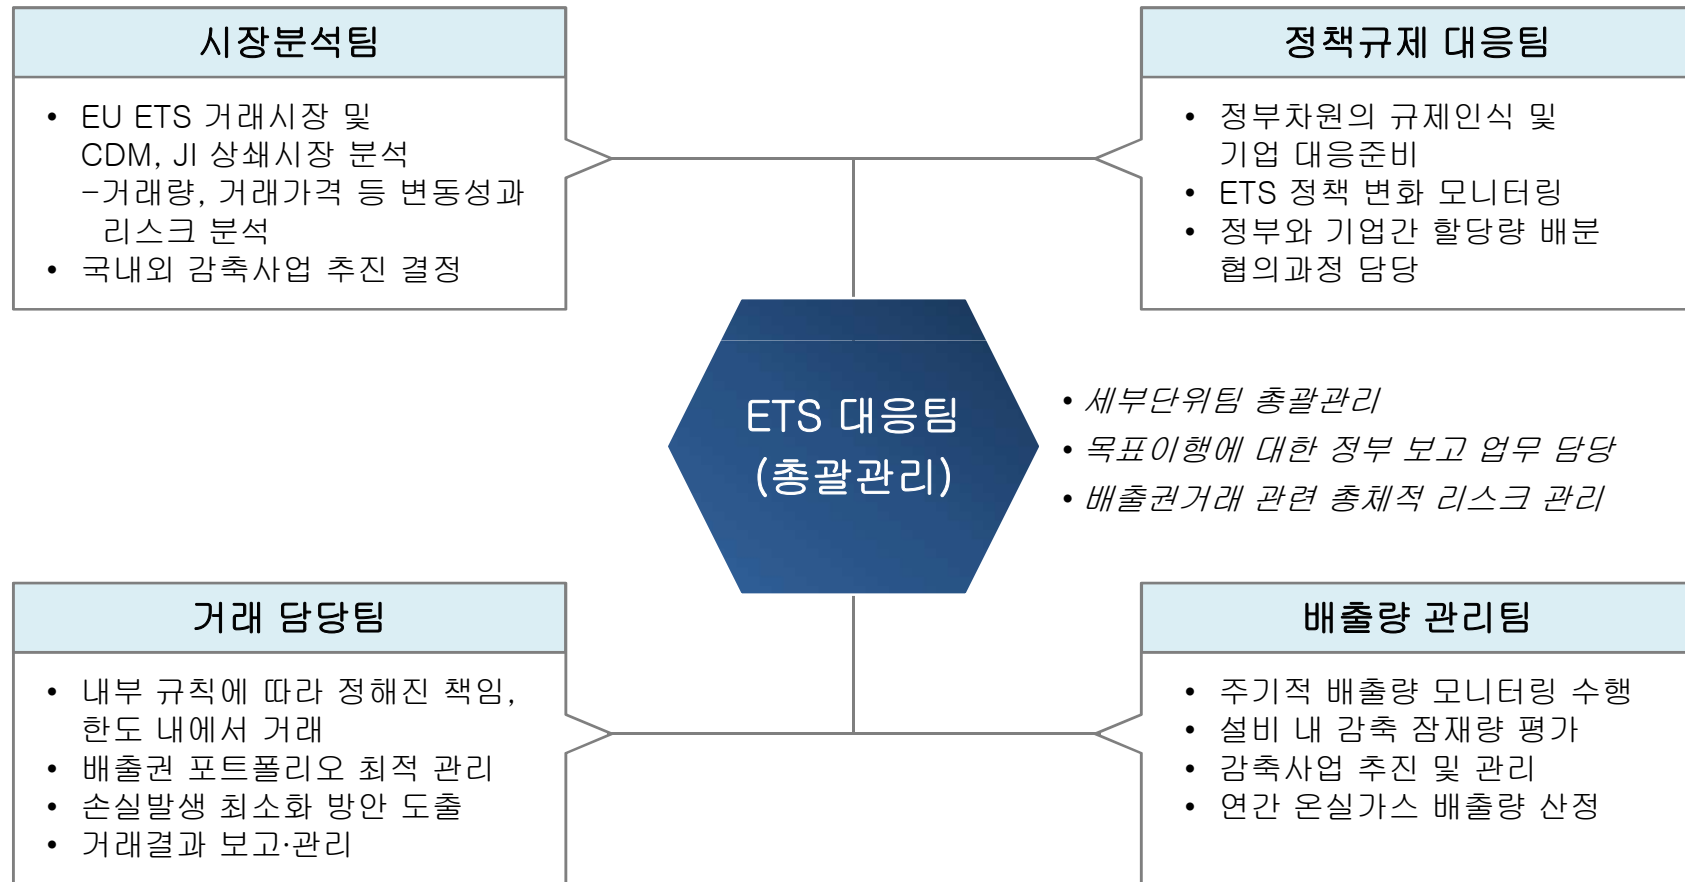 시장분석팀
• EU ETS 거래시장 및
CDM, JI 상쇄시장 분석
-거래량, 거래가격 등 변동성과
리스크 분석
• 국내외 감축사업 추진 결정
정책규제 대응팀
• 정부차원의 규제인식 및
기업 대응준비
• ETS 정책 변화 모니터링
• 정부와 기업간 할당량 배분
협의과정 담당
ETS 대응팀
(총괄관리)
• 세부단위팀 총괄관리
• 목표이행에 대한 정부 보고 업무 담당
• 배출권거래 관련 총체적 리스크 관리
거래 담당팀
• 내부 규칙에 따라 정해진 책임,
한도 내에서 거래
• 배출권 포트폴리오 최적 관리
• 손실발생 최소화 방안 도출
• 거래결과 보고·관리
배출량 관리팀
• 주기적 배출량 모니터링 수행
• 설비 내 감축 잠재량 평가
• 감축사업 추진 및 관리
• 연간 온실가스 배출량 산정